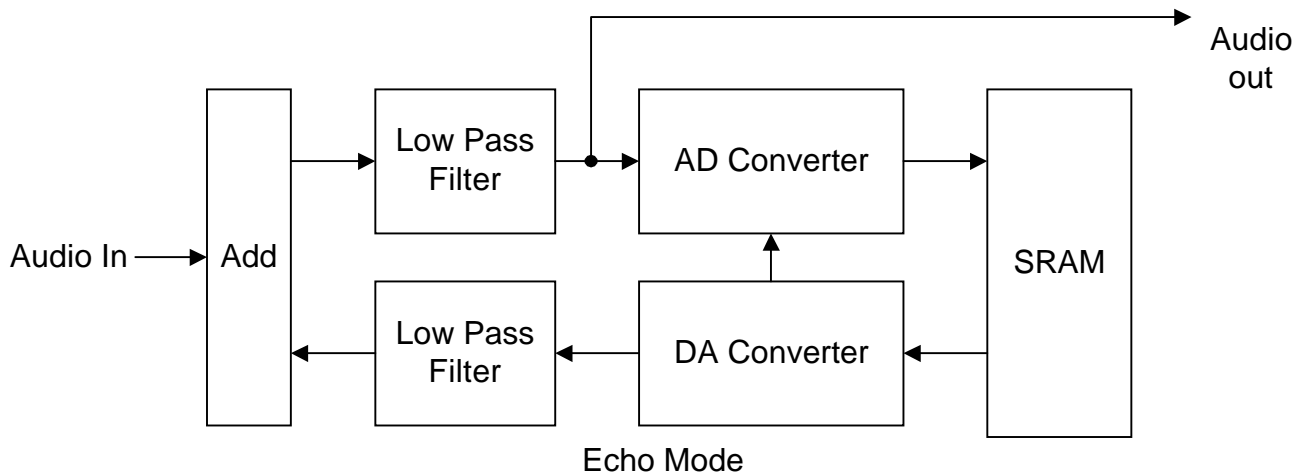 Audio
out
Low Pass
Filter
AD Converter
Audio In
Add
SRAM
Low Pass
Filter
DA Converter
Echo Mode